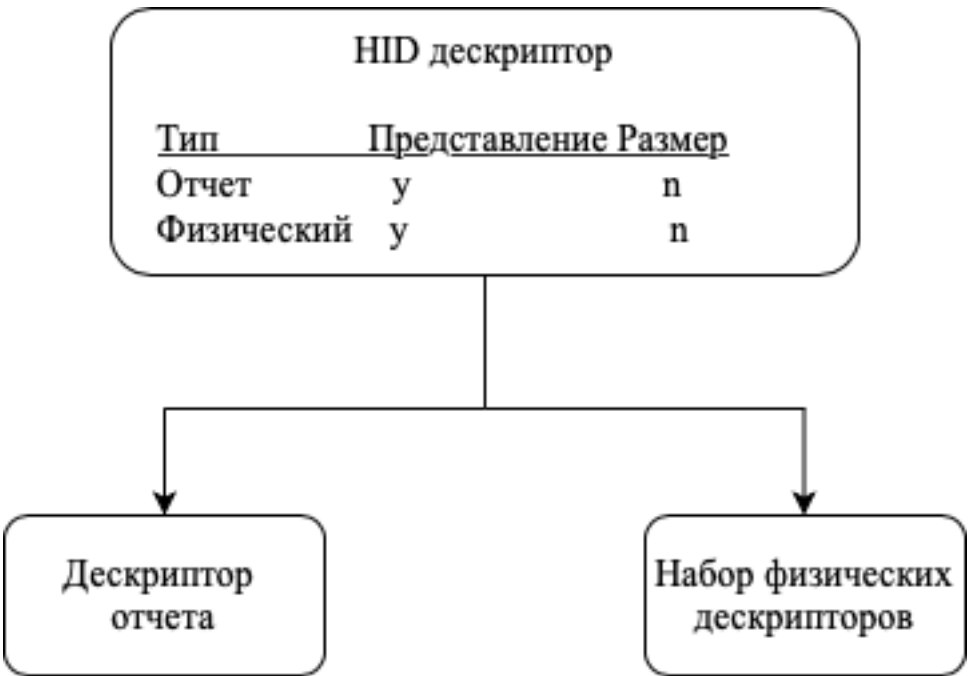 HID дескриптор
Тип Представление Размер
Отчет y n
Физический y n
Дескриптор
отчета
Набор физических
дескрипторов